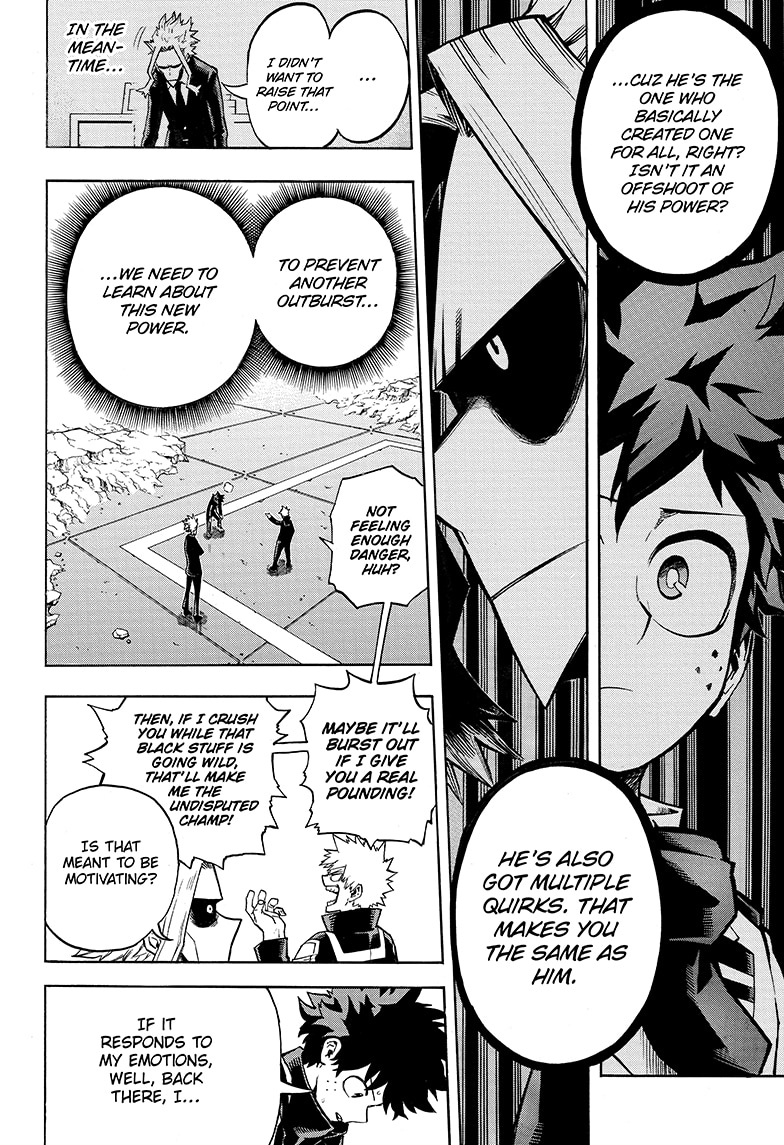 ...CUZ HE'S THE
ONE WHO
BASICALLY
CREATED ONE
FOR ALL, RIGHT?
ISN'T IT AN
OFFSHOOT OF
HIS POWER?
HE'S ALSO
GOT MULTIPLE
QUIRKS. THAT
MAKES YOU
THE SAME AS
HIM.
...
I DIDN'T
WANT TO
RAISE THAT
POINT...
IN THE
MEAN-
TIME...
TO PREVENT
ANOTHER
OUTBURST...
...WE NEED TO
LEARN ABOUT
THIS NEW
POWER.
NOT
FEELING
ENOUGH
DANGER,
HUH?
MAYBE IT'LL
BURST OUT
IF I GIVE
YOU A REAL
POUNDING!
THEN, IF I CRUSH
YOU WHILE THAT
BLACK STUFF IS
GOING WILD,
THAT'LL MAKE
ME THE
UNDISPUTED
CHAMP!
IS THAT
MEANT TO BE
MOTIVATING?
IF IT
RESPONDS TO
MY EMOTIONS,
WELL, BACK
THERE, I...